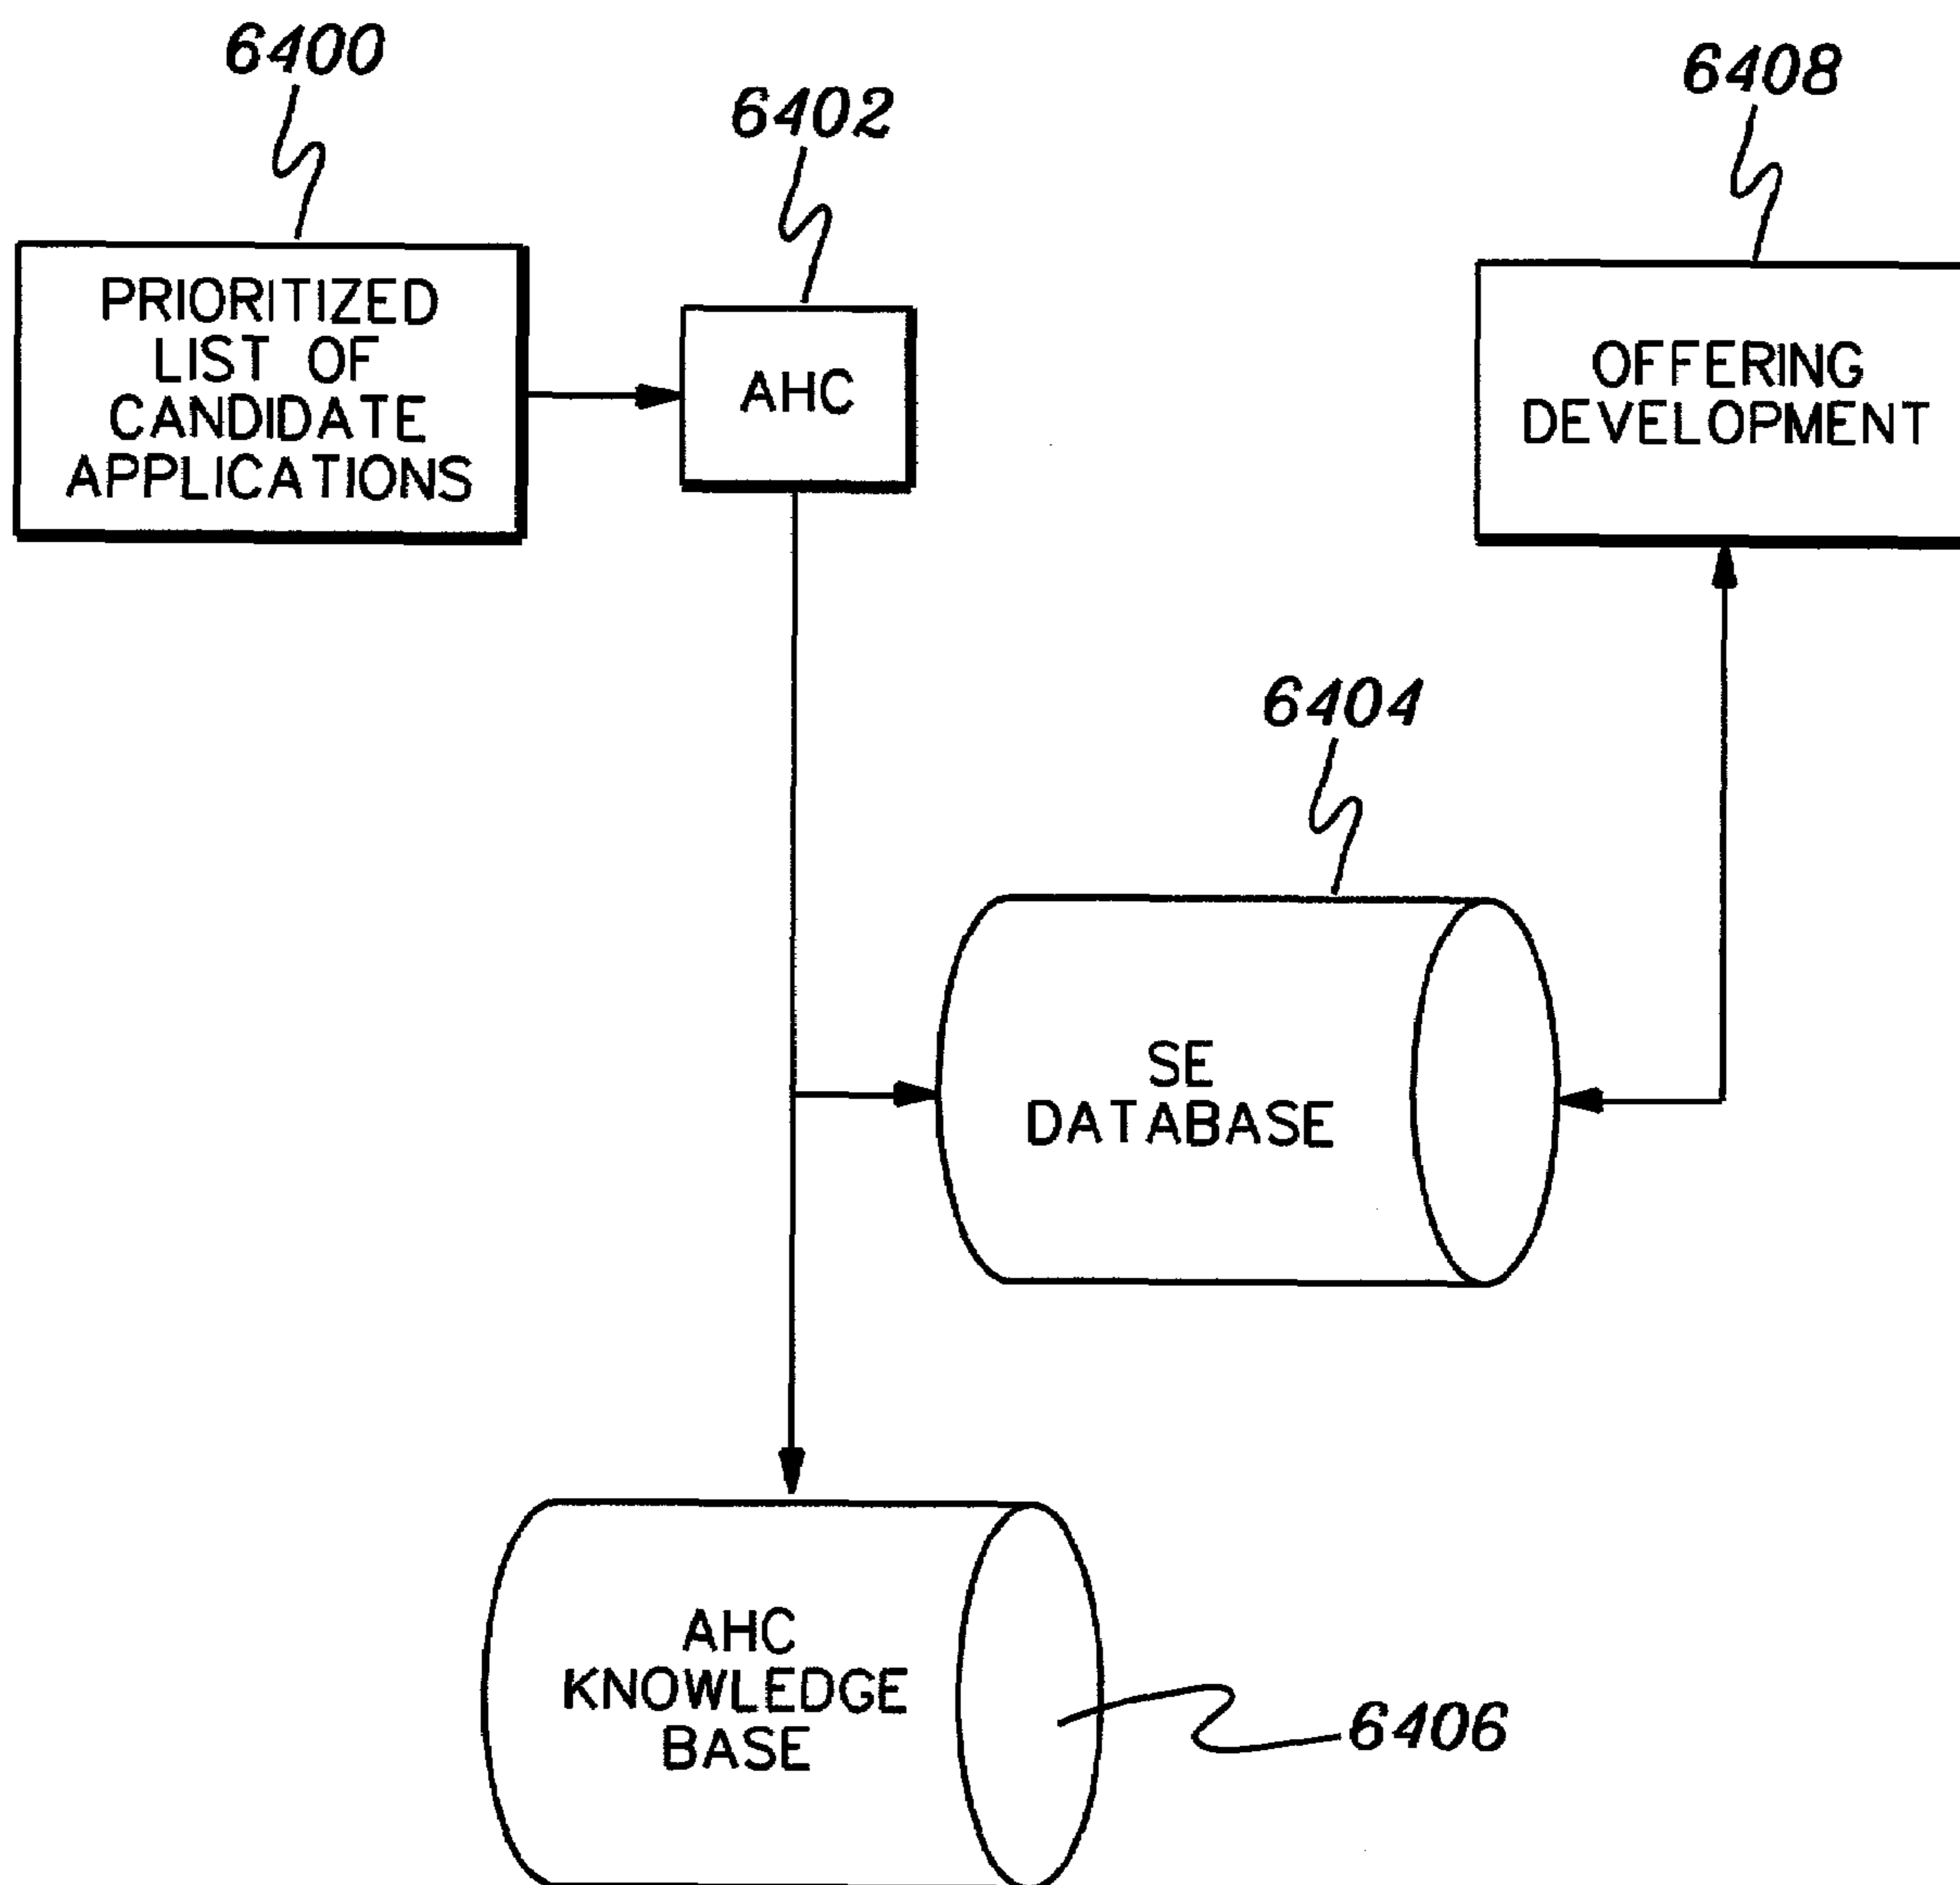 6400
6402
6408
PRIORITIZED
LIST OF
CANDIDATE
APPLICATIONS
AHC
OFFERING
DEVELOPMENT
6404
SE
DATABASE
AHC
KNOWLEDGE
BASE
6406